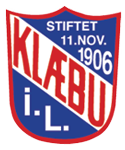 STIFTET
11. NOV.
1906
KLÆBU
i.L.